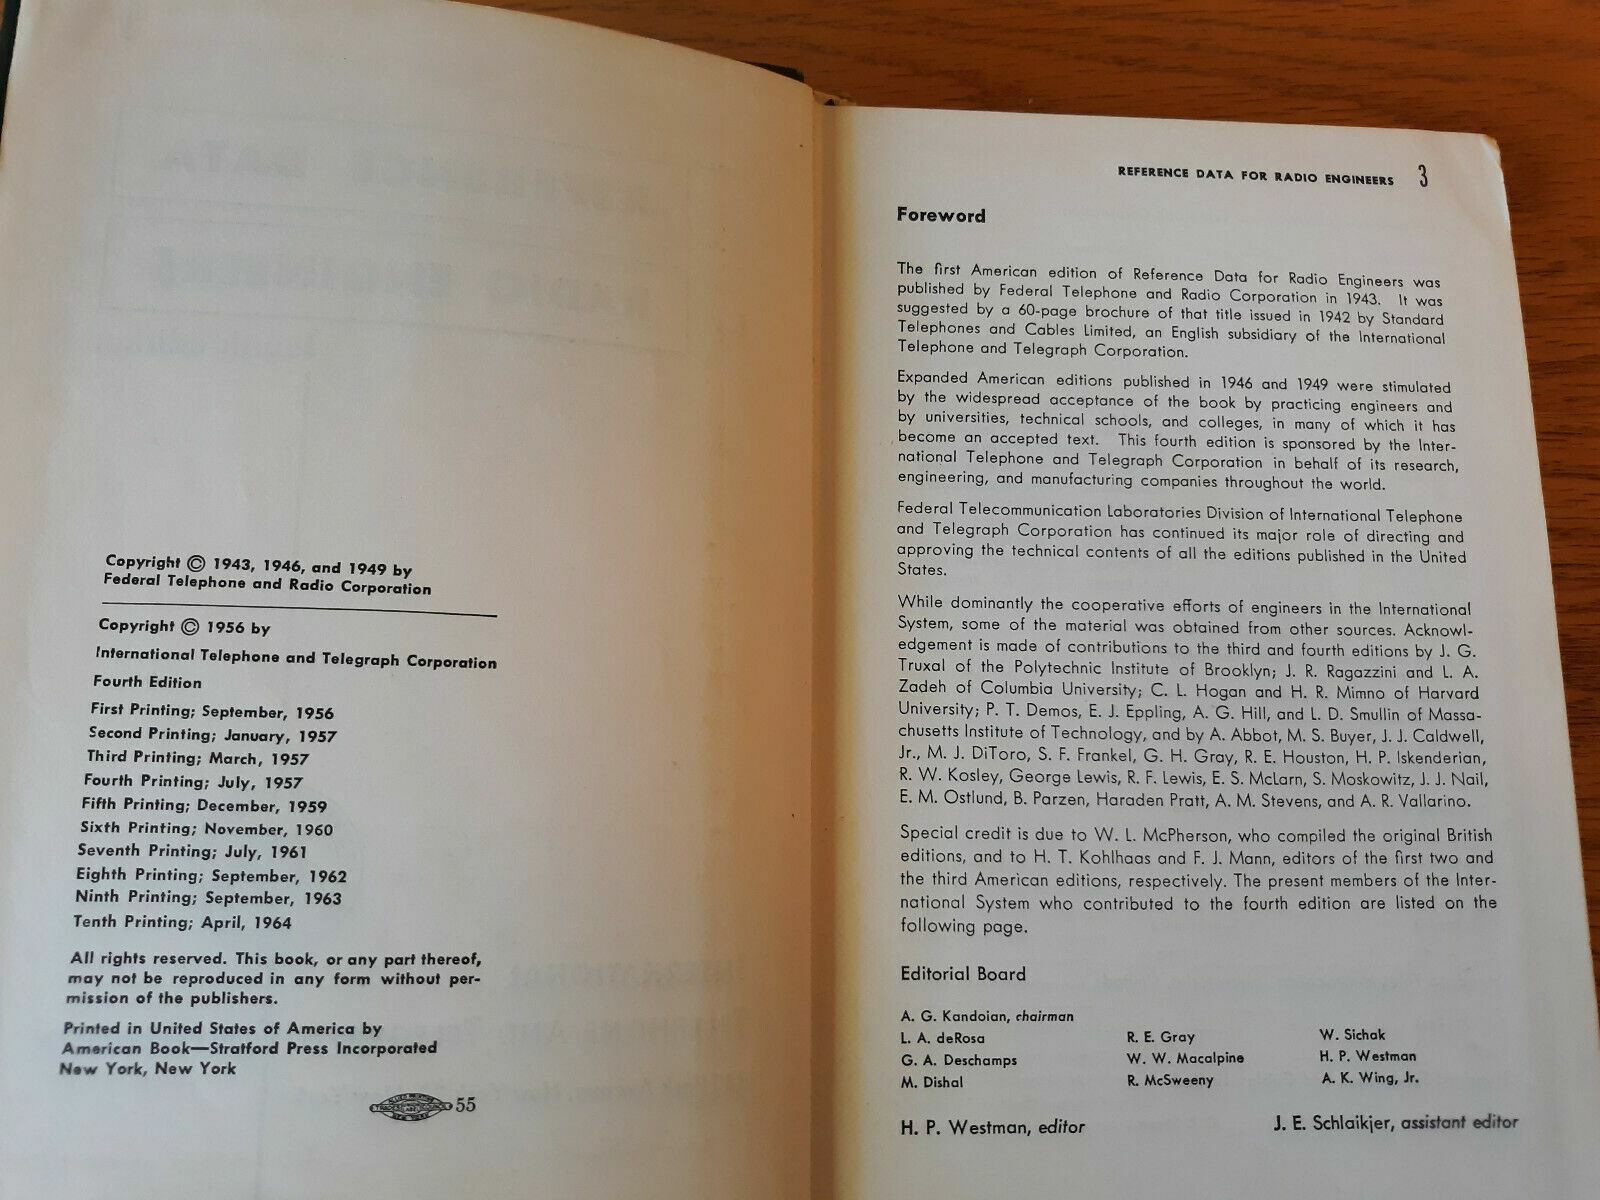 Copyright © 1943, 1946, and 1949 by
Federal Telephone and Radio Corporation
Copyright © 1956 by
International Telephone and Telegraph Corporation
Fourth Edition
First Printing; September, 1956
Second Printing; January, 1957
Third Printing; March, 1957
Fourth Printing; July, 1957
Fifth Printing; December, 1959
Sixth Printing; November, 1960
Seventh Printing; July, 1961
Eighth Printing; September, 1962
Ninth Printing; September, 1963
Tenth Printing; April, 1964
All rights reserved. This book, or any part thereof,
may not be reproduced in any form without per-
mission of the publishers.
Printed in United States of America by
American Book—Stratford Press Incorporated
New York, New York
55
REFERENCE DATA FOR RADIO ENGINEERS 3
Foreword
The first American edition of Reference Data for Radio Engineers was
published by Federal Telephone and Radio Corporation in 1943. It was
suggested by a 60-page brochure of that title issued in 1942 by Standard
Telephones and Cables Limited, an English subsidiary of the International
Telephone and Telegraph Corporation.
Expanded American editions published in 1946 and 1949 were stimulated
by the widespread acceptance of the book by practicing engineers and
by universities, technical schools, and colleges, in many of which it has
become an accepted text. This fourth edition is sponsored by the Inter-
national Telephone and Telegraph Corporation in behalf of its research,
engineering, and manufacturing companies throughout the world.
Federal Telecommunication Laboratories Division of International Telephone
and Telegraph Corporation has continued its major role of directing and
approving the technical contents of all the editions published in the United
States.
While dominantly the cooperative efforts of engineers in the International
System, some of the material was obtained from other sources. Acknowl-
edgement is made of contributions to the third and fourth editions by J. G.
Truxal of the Polytechnic Institute of Brooklyn; J. R. Ragazzini and L. A.
Zadeh of Columbia University; C. L. Hogan and H. R. Mimno of Harvard
University; P. T. Demos, E. J. Eppling, A. G. Hill, and L. D. Smullin of Massa-
chusetts Institute of Technology, and by A. Abbot, M. S. Buyer, J. J. Caldwell,
Jr., M. J. DiToro, S. F. Frankel, G. H. Gray, R. E. Houston, H. P. Iskenderian,
R. W. Kosley, George Lewis, R. F. Lewis, E. S. McLarn, S. Moskowitz, J. J. Nail,
E. M. Ostlund, B. Parzen, Haraden Pratt, A. M. Stevens, and A. R. Vallarino.
Special credit is due to W. L. McPherson, who compiled the original British
editions, and to H. T. Kohlhaas and F. J. Mann, editors of the first two and
the third American editions, respectively. The present members of the Inter-
national System who contributed to the fourth edition are listed on the
following page.
Editorial Board
A. G. Kandoian, chairman
L. A. deRosa R. E. Gray W. Sichak
G. A. Deschamps W. W. Macalpine H. P. Westman
M. Dishal R. McSweeny A. K. Wing, Jr.
H. P. Westman, editor J. E. Schlaikjer, assistant editor